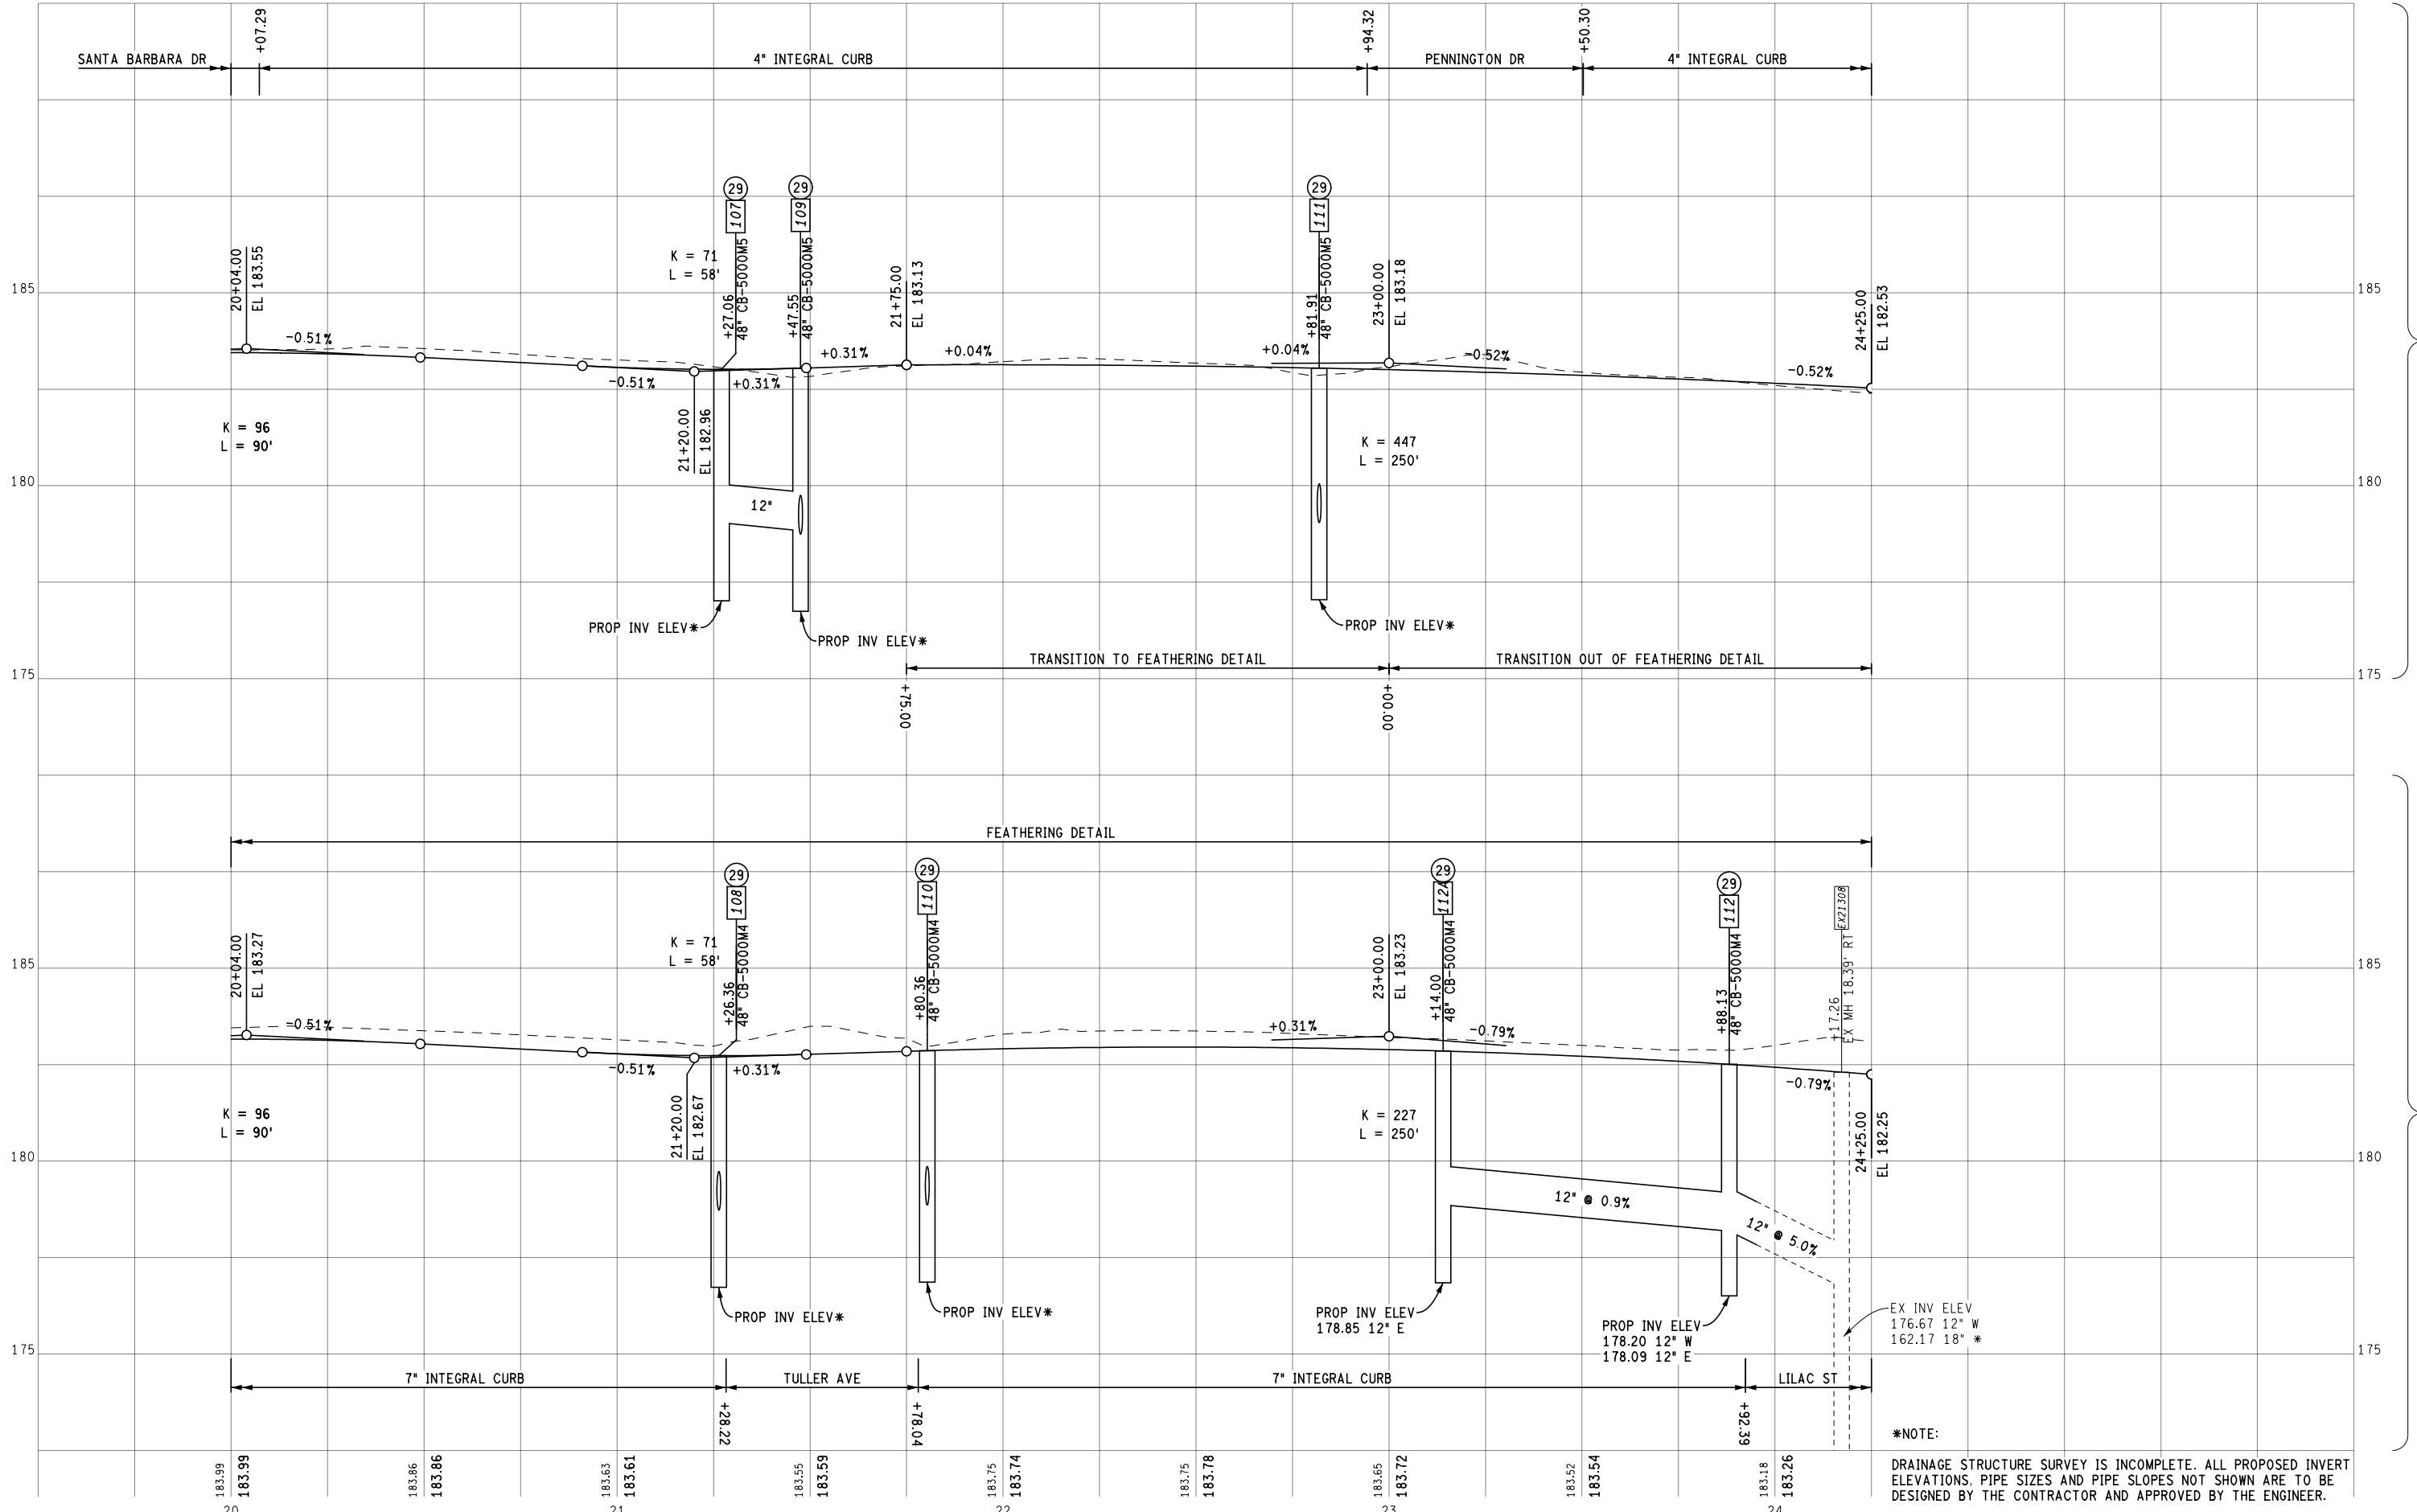 +07.29
+94.32
+50.30
SANTA BARBARA DR
4" INTEGRAL CURB
PENNINGTON DR
4" INTEGRAL CURB
29
29
29
107
109
111
20+04.00
EL 183.55
K = 71
L = 58'
+27.06
48" CB-5000M5
+47.55
48" CB-5000M5
21+75.00
EL 183.13
+81.91
48" CB-5000M5
23+00.00
EL 183.18
24+25.00
EL 182.53
185
185
-0.51%
-0.51%
+0.31%
+0.31%
+0.04%
+0.04%
-0.52%
-0.52%
K = 96
L = 90'
21+20.00
EL 182.96
K = 447
L = 250'
180
180
12"
PROP INV ELEV*
PROP INV ELEV*
PROP INV ELEV*
TRANSITION TO FEATHERING DETAIL
TRANSITION OUT OF FEATHERING DETAIL
175
175
+75.00
+00.00
FEATHERING DETAIL
29
29
29
29
108
110
112A
112
EX21308
20+04.00
EL 183.27
K = 71
L = 58'
+26.36
48" CB-5000M4
+80.36
48" CB-5000M4
23+00.00
EL 183.23
+14.00
48" CB-5000M4
+88.13
48" CB-5000M4
+17.26
EX MH 18.39' RT
185
185
-0.51%
-0.51%
+0.31%
+0.31%
-0.79%
-0.79%
K = 96
L = 90'
21+20.00
EL 182.67
K = 227
L = 250'
24+25.00
EL 182.25
180
180
12" @ 0.9%
12" @ 5.0%
PROP INV ELEV*
PROP INV ELEV*
PROP INV ELEV
178.85 12" E
PROP INV ELEV
178.20 12" W
178.09 12" E
EX INV ELEV
176.67 12" W
162.17 18" *
175
175
7" INTEGRAL CURB
TULLER AVE
7" INTEGRAL CURB
LILAC ST
+28.22
+78.04
+92.39
*NOTE:
DRAINAGE STRUCTURE SURVEY IS INCOMPLETE. ALL PROPOSED INVERT
ELEVATIONS, PIPE SIZES AND PIPE SLOPES NOT SHOWN ARE TO BE
DESIGNED BY THE CONTRACTOR AND APPROVED BY THE ENGINEER.
183.99
183.99
183.86
183.86
183.63
183.61
183.55
183.59
183.75
183.74
183.75
183.78
183.65
183.72
183.52
183.54
183.18
183.26
20
21
22
23
24